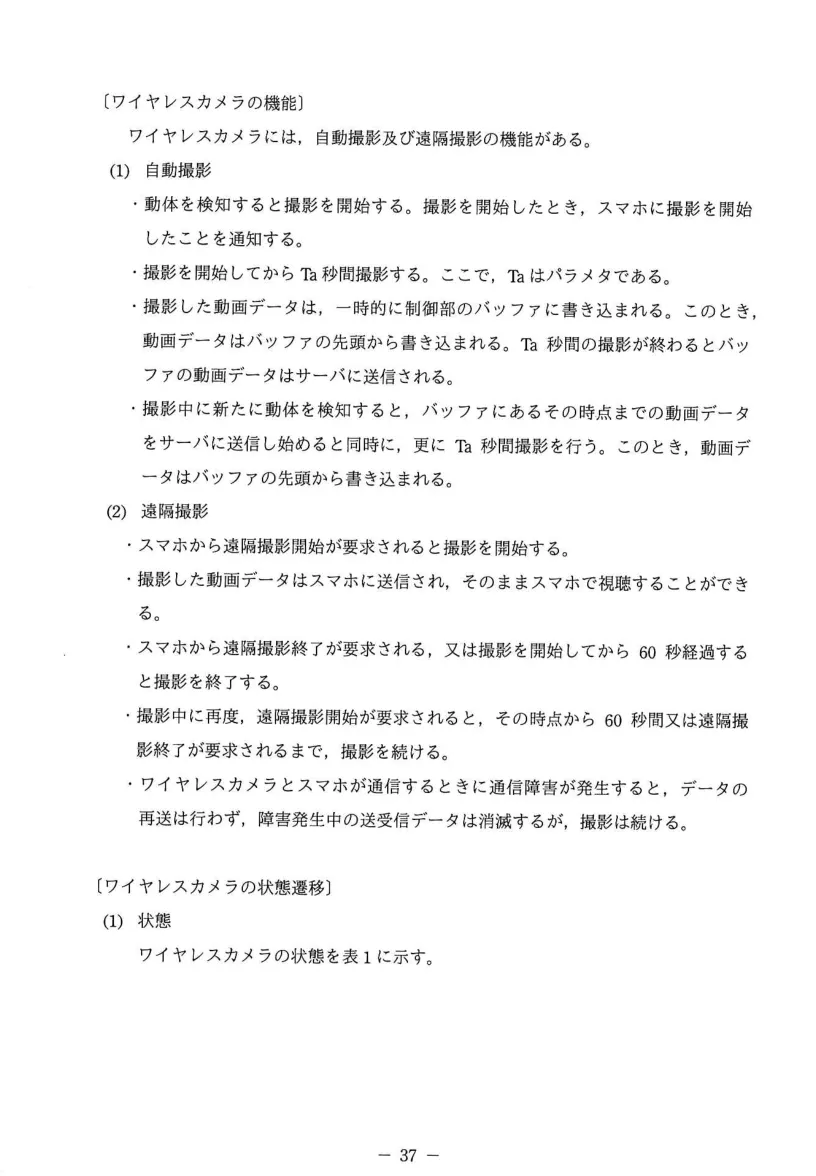 〔ワイヤレスカメラの機能〕
ワイヤレスカメラには，自動撮影及び遠隔撮影の機能がある。
(1) 自動撮影
・動体を検知すると撮影を開始する。撮影を開始したとき，スマホに撮影を開始
したことを通知する。
・撮影を開始してから Ta 秒間撮影する。ここで，Ta はパラメタである。
・撮影した動画データは，一時的に制御部のバッファに書き込まれる。このとき，
動画データはバッファの先頭から書き込まれる。Ta 秒間の撮影が終わるとバッ
ファの動画データはサーバに送信される。
・撮影中に新たに動体を検知すると，バッファにあるその時点までの動画データ
をサーバに送信し始めると同時に，更に Ta 秒間撮影を行う。このとき，動画デ
ータはバッファの先頭から書き込まれる。
(2) 遠隔撮影
・スマホから遠隔撮影開始が要求されると撮影を開始する。
・撮影した動画データはスマホに送信され，そのままスマホで視聴することができ
る。
・スマホから遠隔撮影終了が要求される，又は撮影を開始してから 60 秒経過する
と撮影を終了する。
・撮影中に再度，遠隔撮影開始が要求されると，その時点から 60 秒間又は遠隔撮
影終了が要求されるまで，撮影を続ける。
・ワイヤレスカメラとスマホが通信するときに通信障害が発生すると，データの
再送は行わず，障害発生中の送受信データは消滅するが，撮影は続ける。
〔ワイヤレスカメラの状態遷移〕
(1) 状態
ワイヤレスカメラの状態を表 1 に示す。
－ 37 －